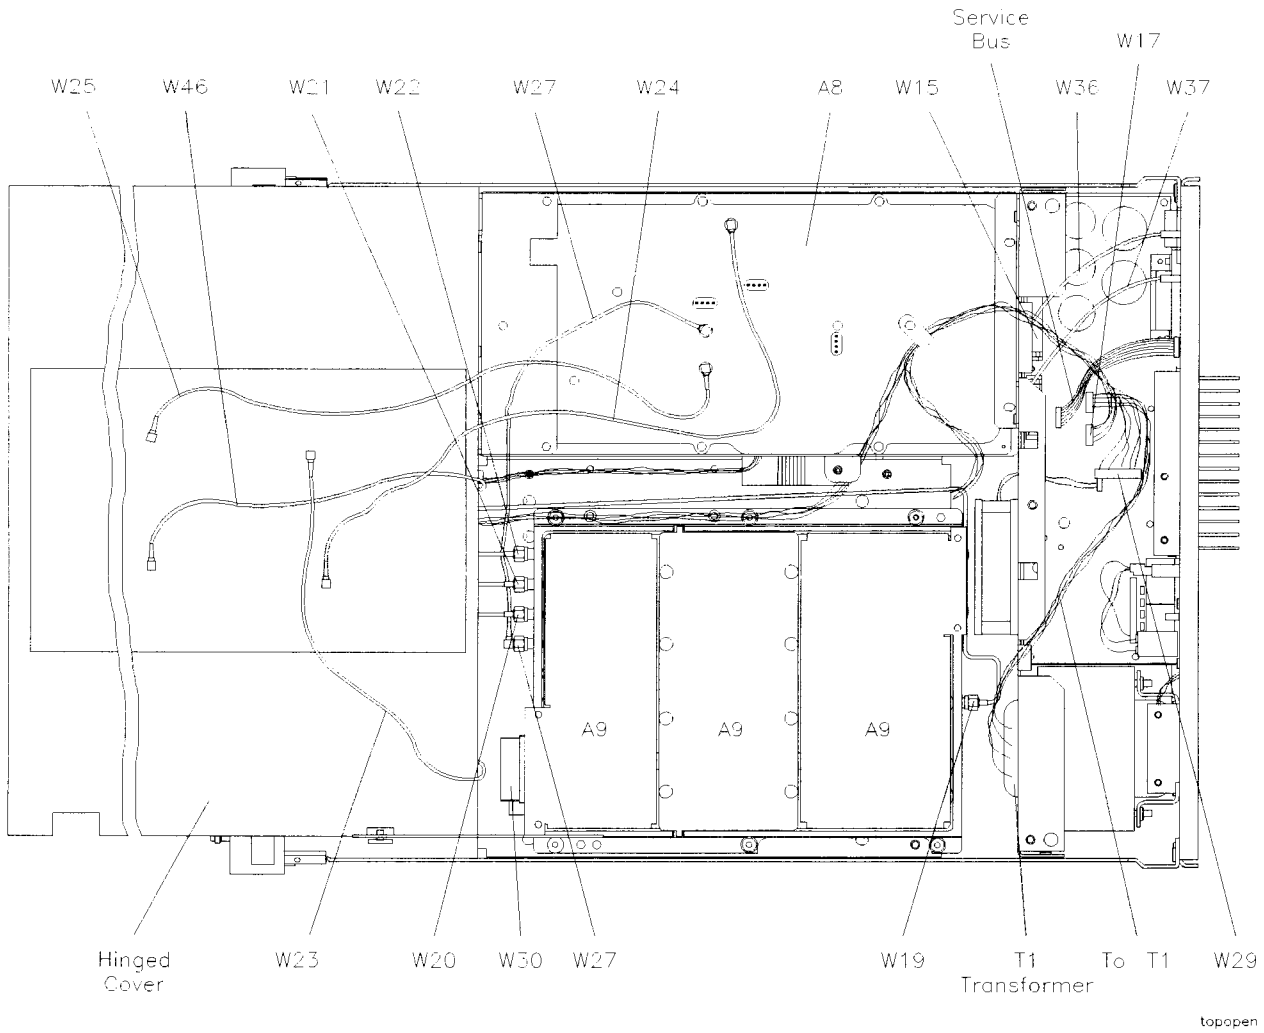 Service
Bus
W17
W25
W46
W21
W22
W27
W24
A8
W15
W36
W37
A9
A9
A9
Hinged
Cover
W23
W20
W30
W27
W19
T1
Transformer
To T1
W29
topopen